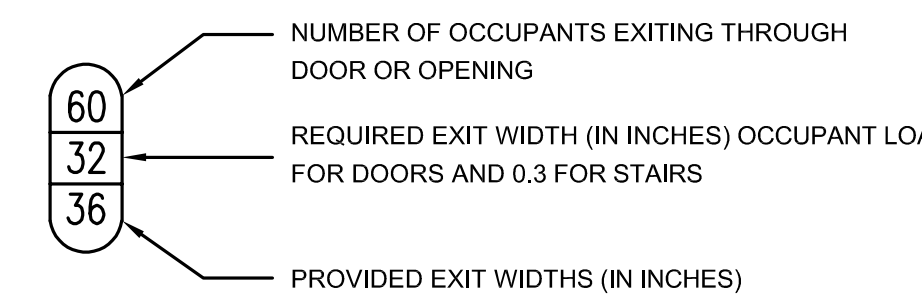 NUMBER OF OCCUPANTS EXITING THROUGH
DOOR OR OPENING
60
REQUIRED EXIT WIDTH (IN INCHES) OCCUPANT
32
FOR DOORS AND 0.3 FOR STAIRS
36
PROVIDED EXIT WIDTHS (IN INCHES)